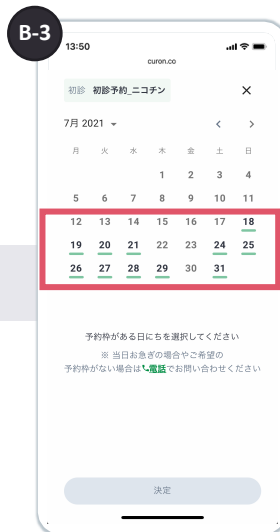 B-3
13:50
curon.co
初診 初診予約_ニコチン
7月 2021
月 火 水 木 金 土 日
1 2 3 4
5 6 7 8 9 10 11
12 13 14 15 16 17 18
19 20 21 22 23 24 25
26 27 28 29 30 31
予約枠がある日にちを選択してください
※ 当日お急ぎの場合やご希望の
予約枠がない場合は電話でお問い合わせください
決定